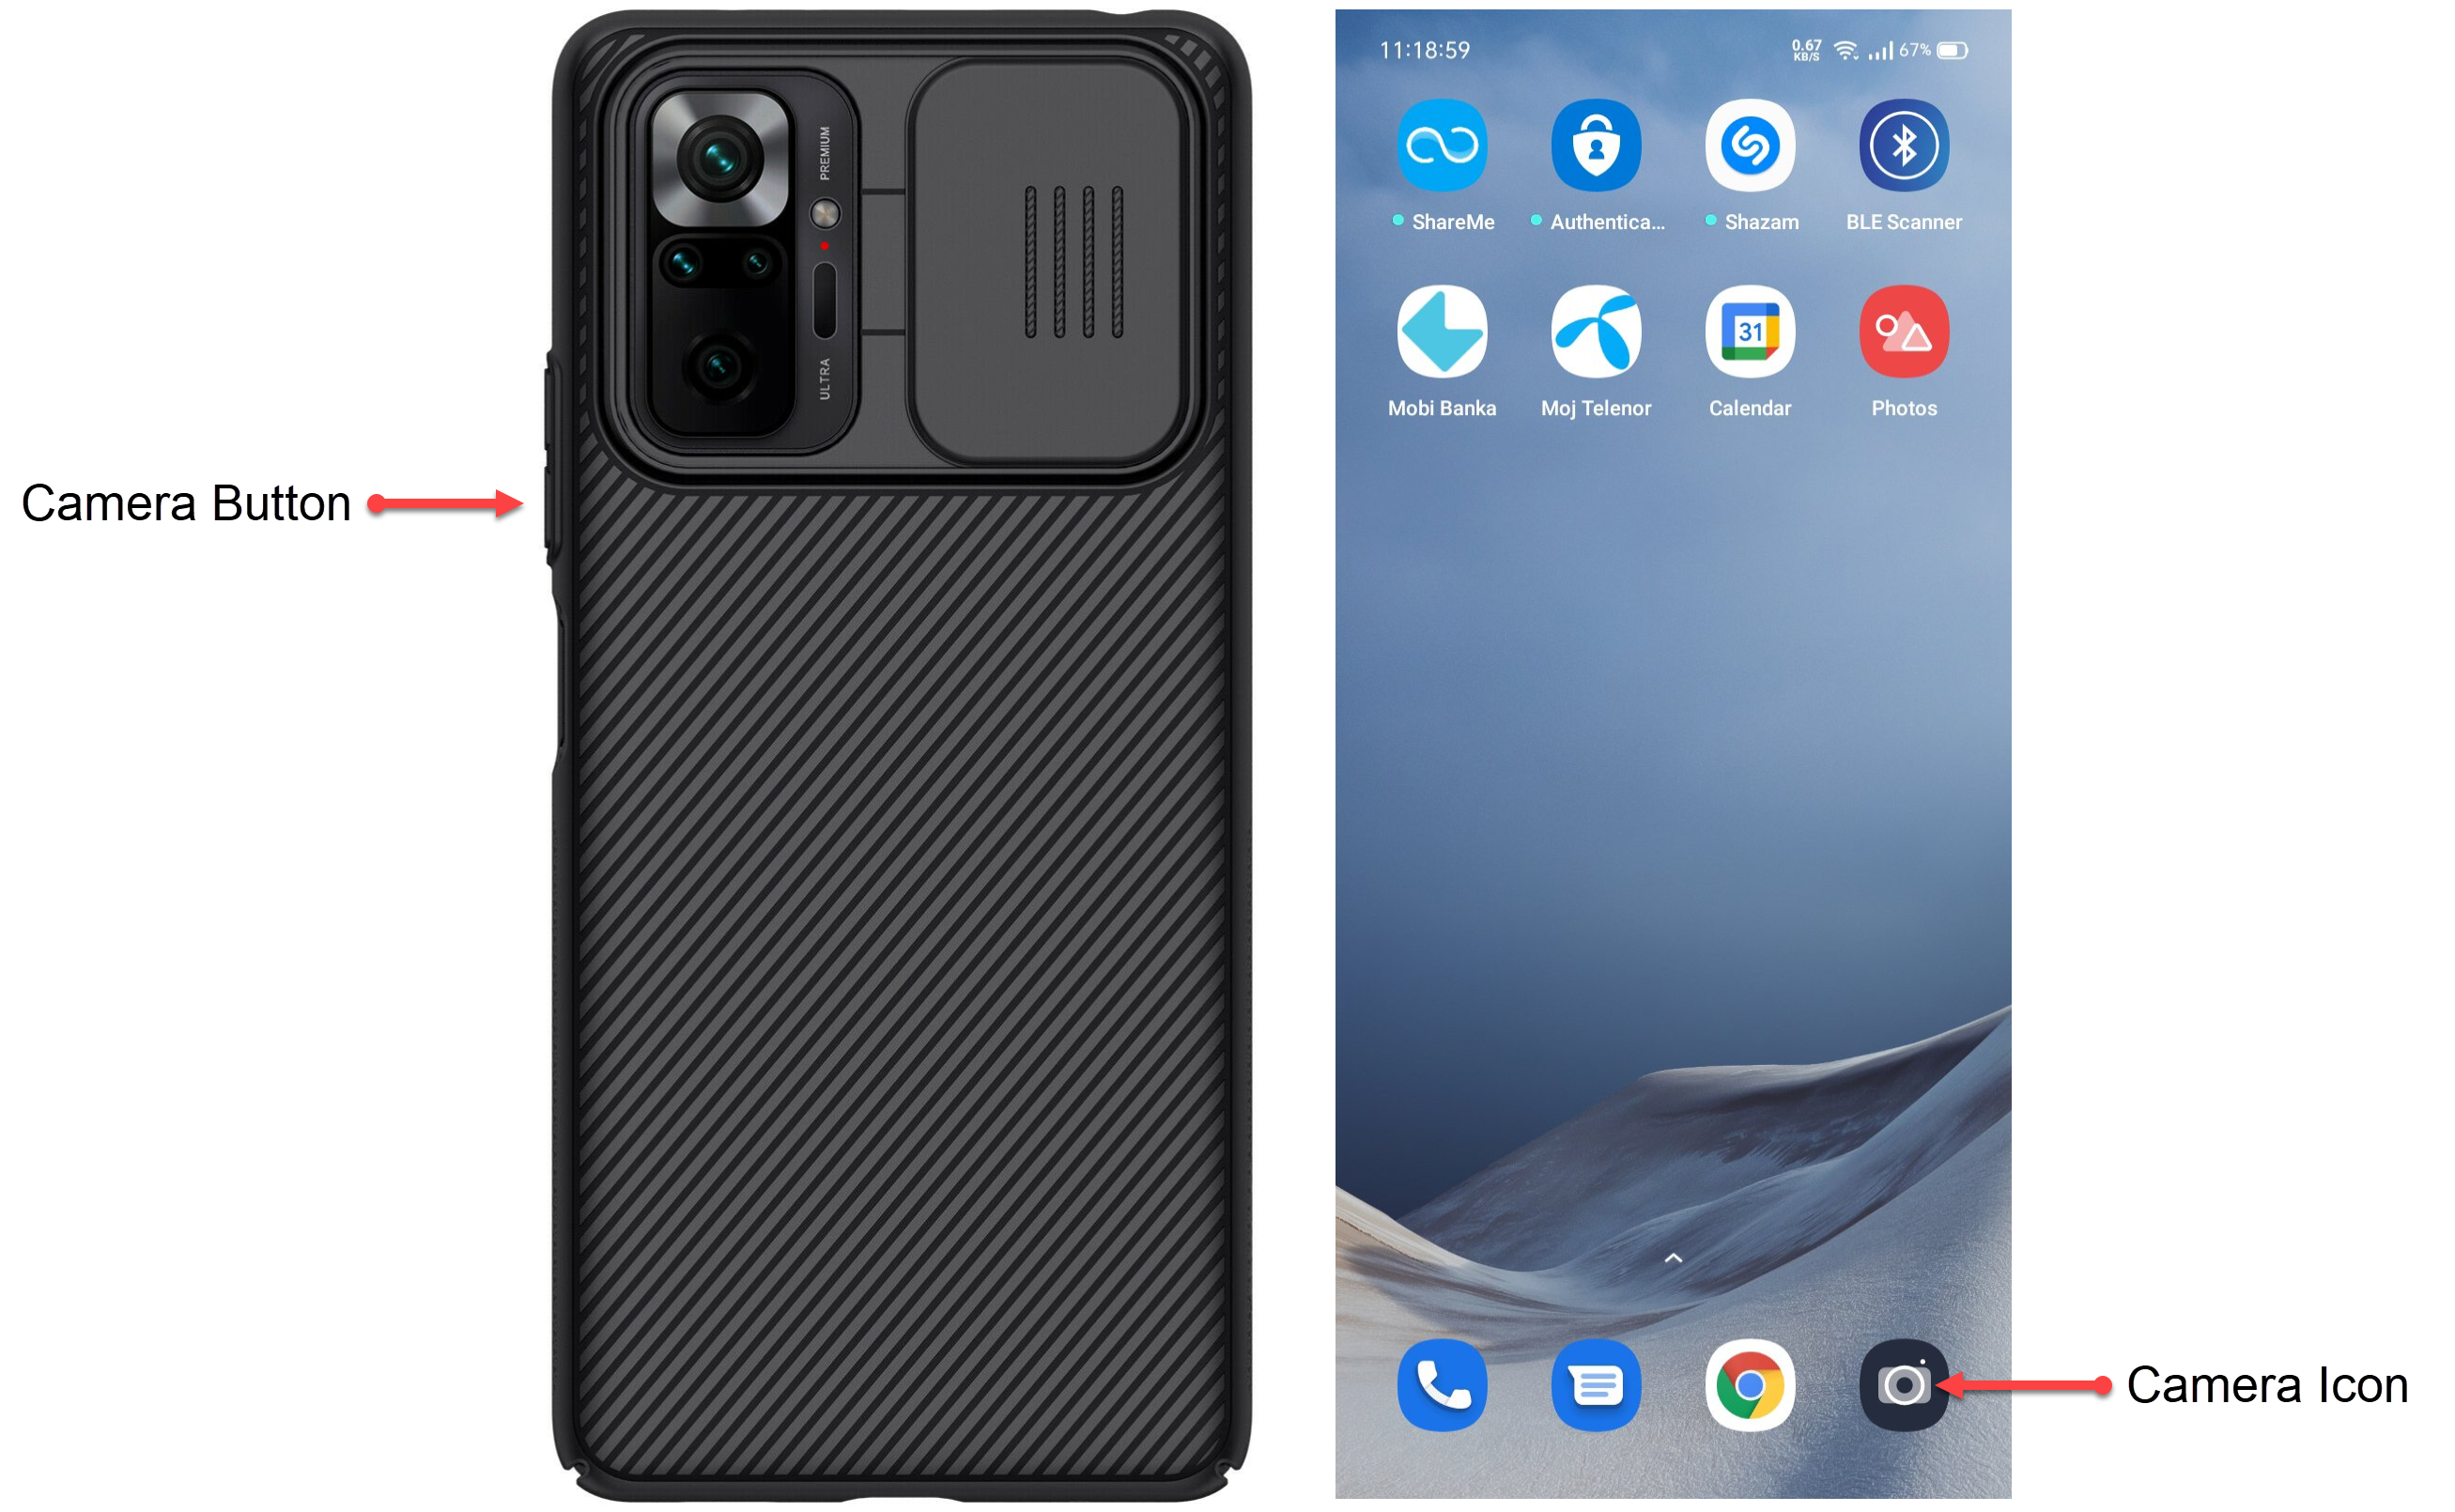 PREMIUM
ULTRA
Camera Button
11:18:59
0.67
KB/S
67%
ShareMe
Authentica...
Shazam
BLE Scanner
31
Mobi Banka
Moj Telenor
Calendar
Photos
Camera Icon